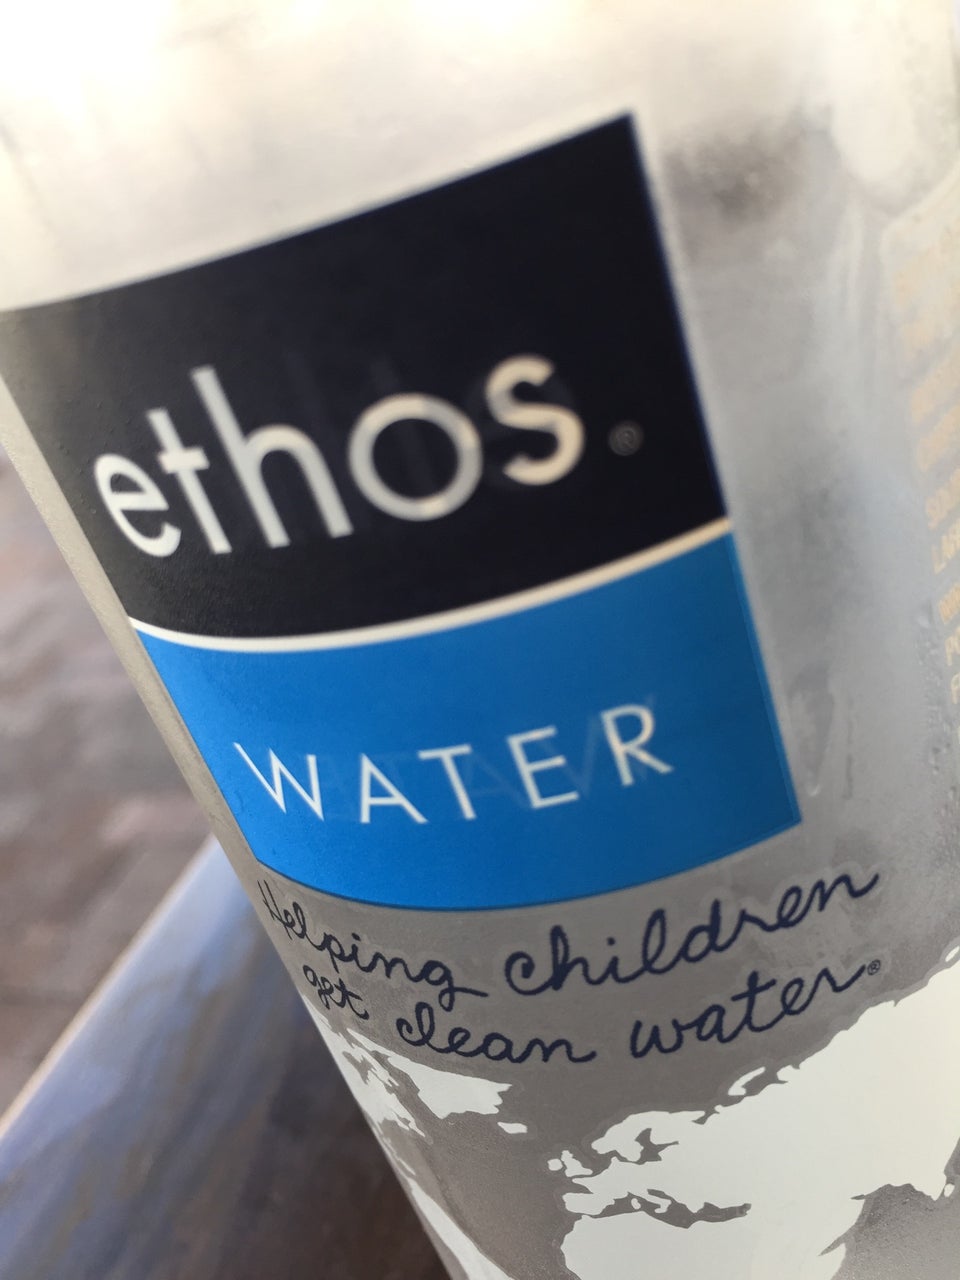 ethos®
WATER
Helping children
get clean water®